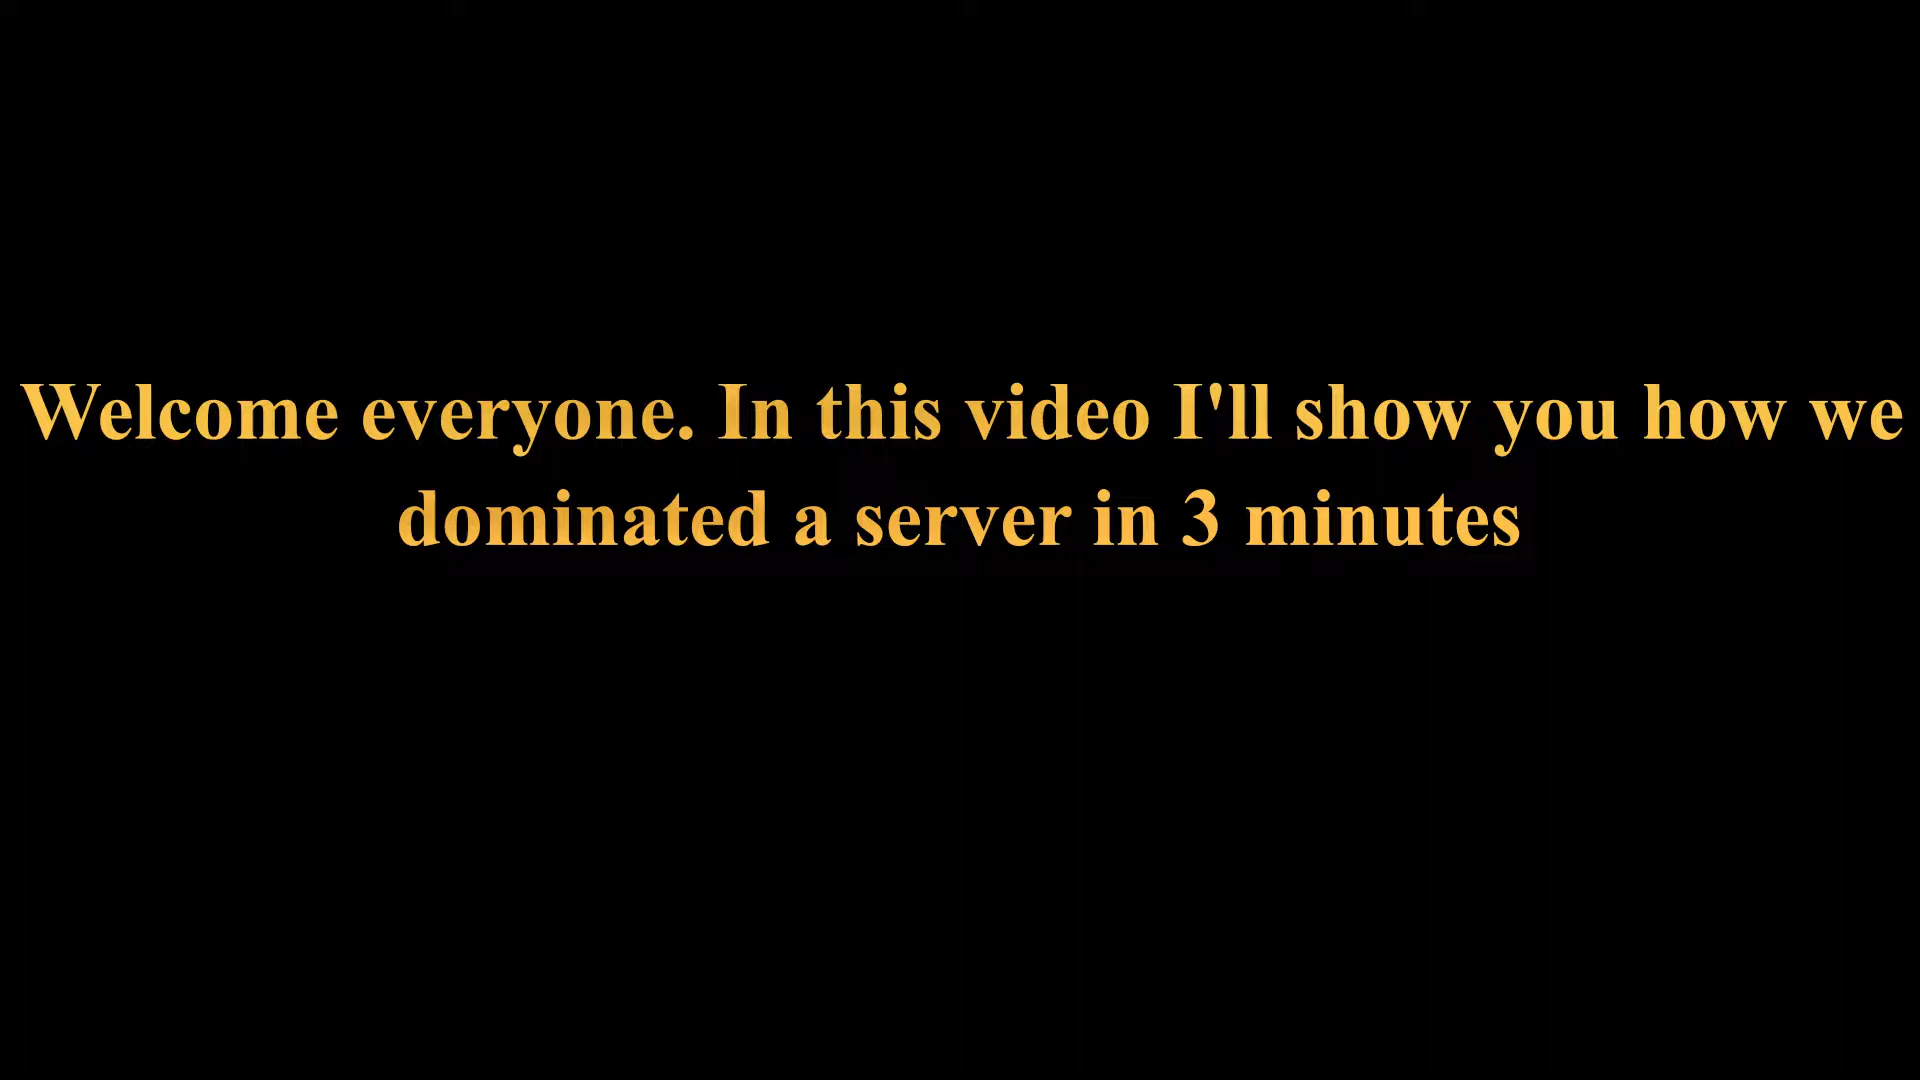 Welcome everyone. In this video I'll show you how we
dominated a server in 3 minutes